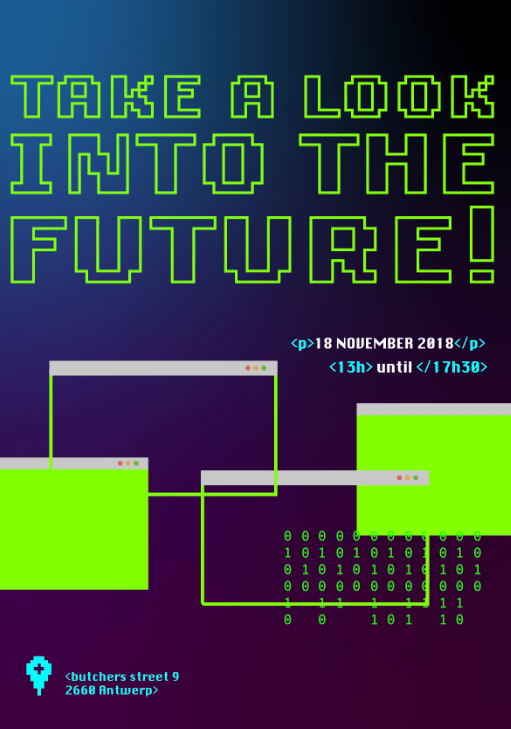 TAKE A LOOK
INTO THE
FUTURE!
<p>18 NOVEMBER 2018</p>
<13h> until </17h30>
0 0 0 0 0 0 0 0 0 0 0 0
1 0 1 0 1 0 1 0 1 0 1 0
0 1 0 1 0 1 0 1 0 1 0 1
0 0 0 0 0 0 0 0 0 0 0 0
1 1 1 1 1 1 1 1
0 0 1 0 1 1 0
<butchers street 9
2660 Antwerp>